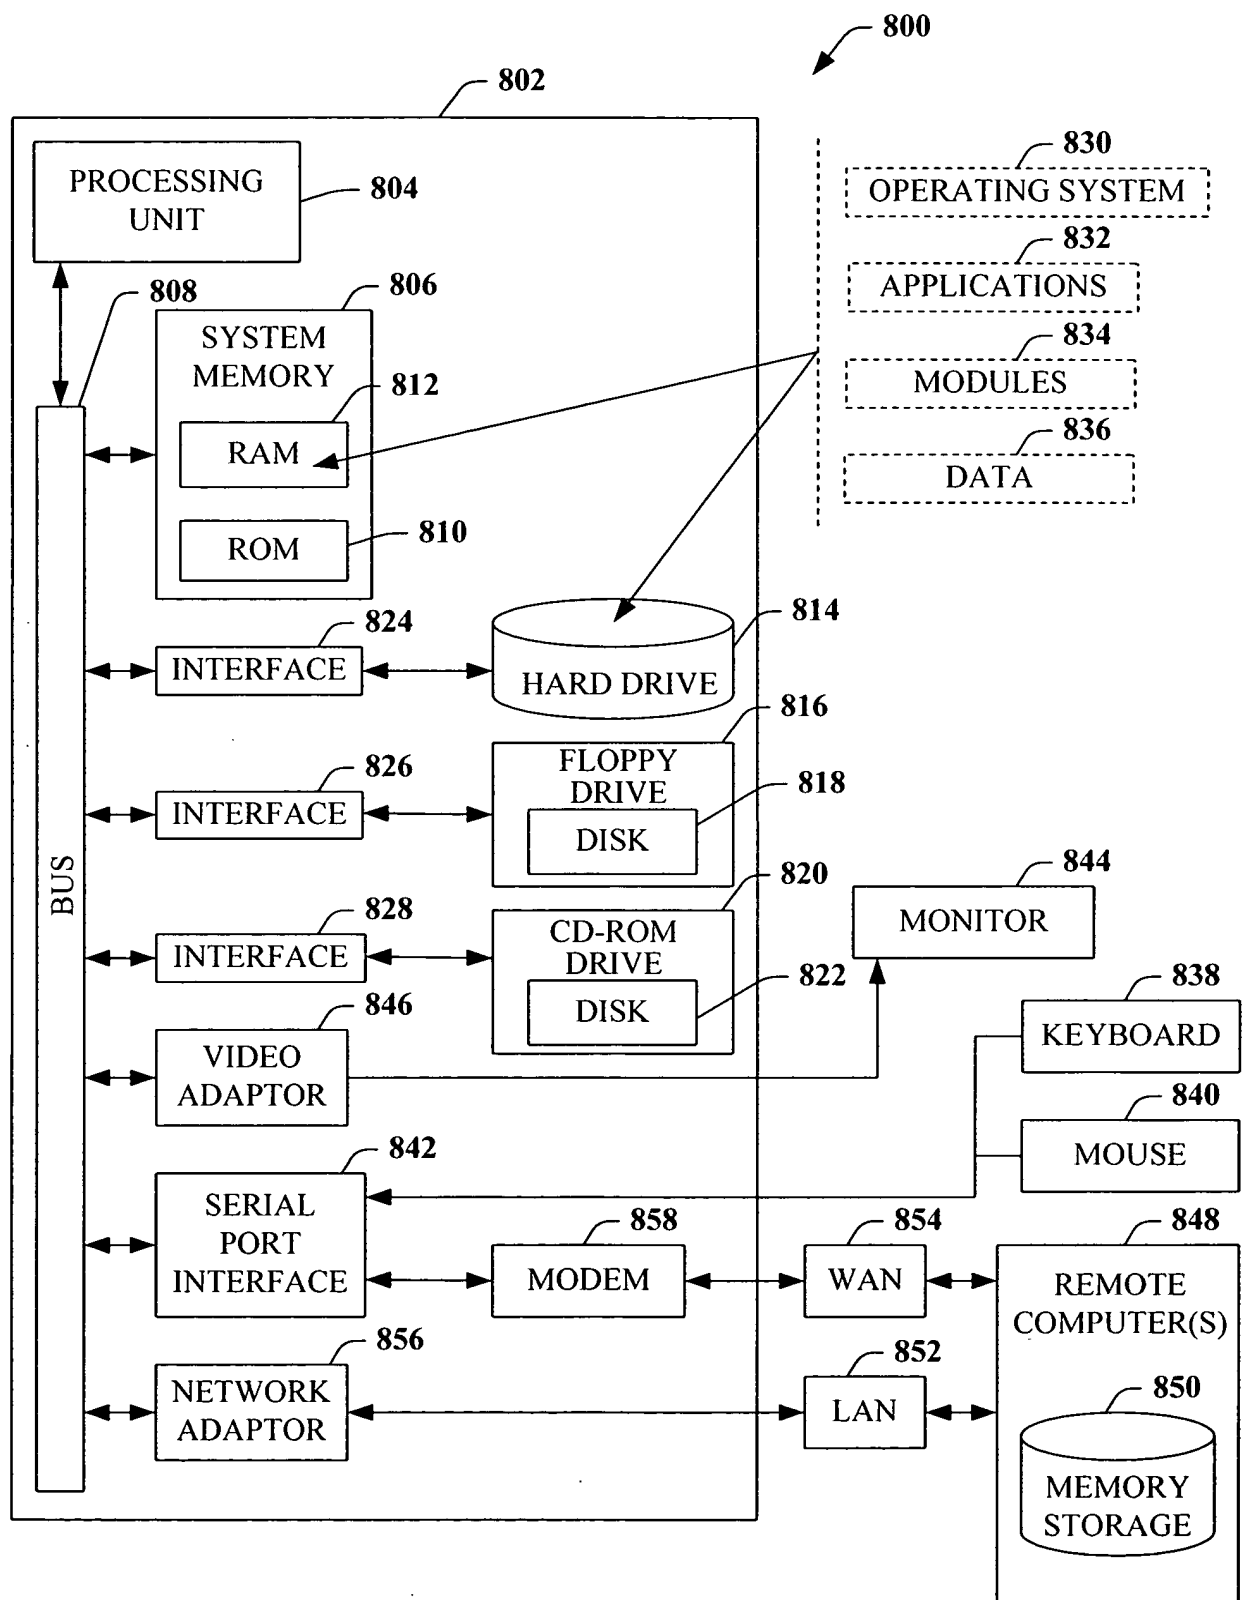 800
802
PROCESSING
UNIT
804
830
OPERATING SYSTEM
832
APPLICATIONS
834
MODULES
836
DATA
808
806
SYSTEM
MEMORY
812
RAM
810
ROM
824
INTERFACE
814
HARD DRIVE
816
826
INTERFACE
FLOPPY
DRIVE
818
DISK
BUS
820
828
INTERFACE
CD-ROM
DRIVE
822
DISK
844
MONITOR
846
VIDEO
ADAPTOR
838
KEYBOARD
840
MOUSE
842
SERIAL
PORT
INTERFACE
858
MODEM
854
WAN
848
REMOTE
COMPUTER(S)
856
NETWORK
ADAPTOR
852
LAN
850
MEMORY
STORAGE